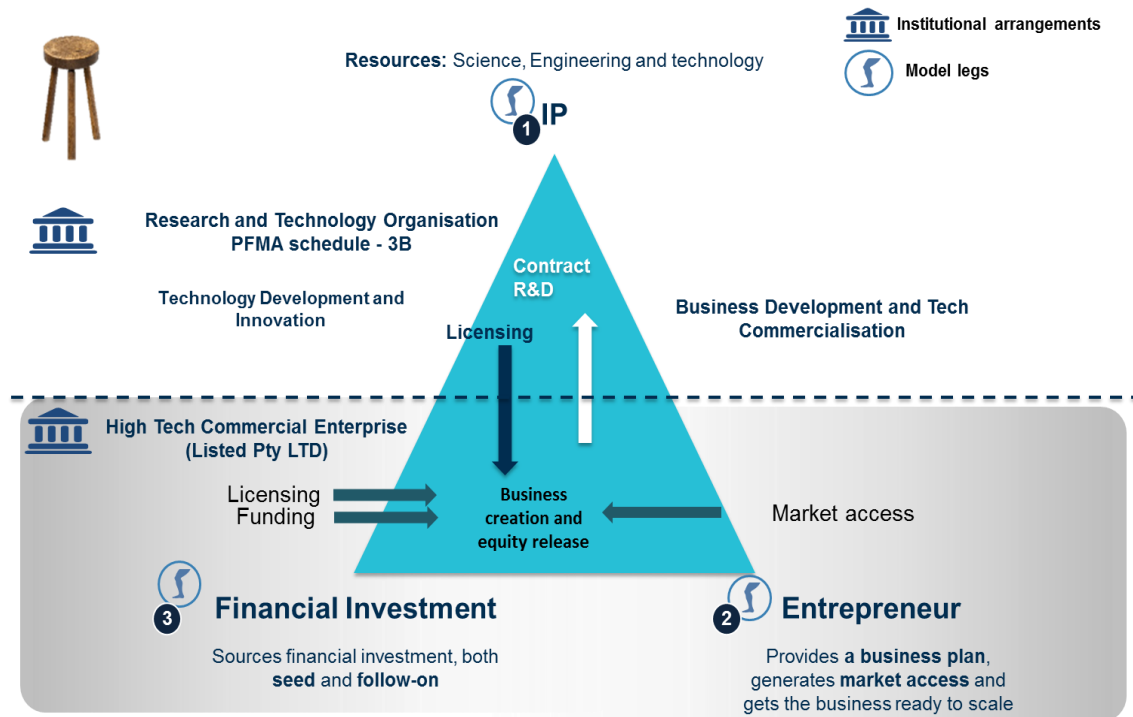 Institutional arrangements
Model legs
Resources: Science, Engineering and technology
1
IP
Research and Technology Organisation
PFMA schedule - 3B
Contract
R&D
Technology Development and
Innovation
Business Development and Tech
Commercialisation
Licensing
High Tech Commercial Enterprise
(Listed Pty LTD)
Licensing
Funding
Business
creation and
equity release
Market access
3
Financial Investment
2
Entrepreneur
Sources financial investment, both
seed and follow-on
Provides a business plan,
generates market access and
gets the business ready to scale